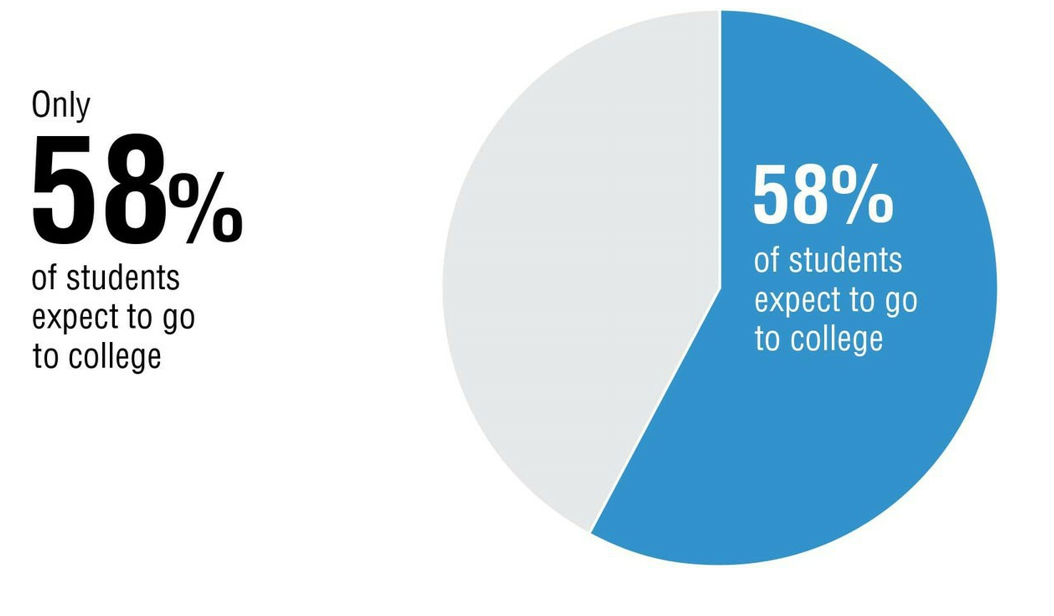 Only
58%
of students
expect to go
to college
58%
of students
expect to go
to college